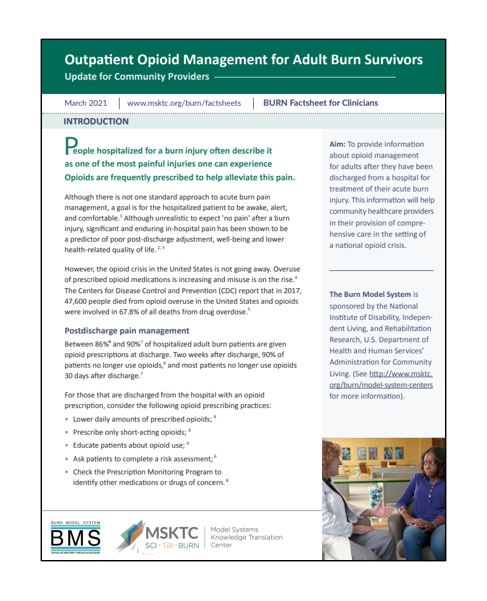 Outpatient Opioid Management for Adult Burn Survivors
Update for Community Providers
March 2021 | www.msktc.org/burn/factsheets | BURN Factsheet for Clinicians
INTRODUCTION
People hospitalized for a burn injury often describe it
as one of the most painful injuries one can experience
Opioids are frequently prescribed to help alleviate this pain.
Although there is not one standard approach to acute burn pain
management, a goal is for the hospitalized patient to be awake, alert,
and comfortable.¹ Although unrealistic to expect 'no pain' after a burn
injury, significant and enduring in-hospital pain has been shown to be
a predictor of poor post-discharge adjustment, well-being and lower
health-related quality of life.²,³
However, the opioid crisis in the United States is not going away. Overuse
of prescribed opioid medications is increasing and misuse is on the rise.⁴
The Centers for Disease Control and Prevention (CDC) report that in 2017,
47,600 people died from opioid overuse in the United States and opioids
were involved in 67.8% of all deaths from drug overdose.⁵
Postdischarge pain management
Between 86%⁶ and 90%⁷ of hospitalized adult burn patients are given
opioid prescriptions at discharge. Two weeks after discharge, 90% of
patients no longer use opioids,⁶ and most patients no longer use opioids
30 days after discharge.⁷
For those that are discharged from the hospital with an opioid
prescription, consider the following opioid prescribing practices:
• Lower daily amounts of prescribed opioids; ⁶
• Prescribe only short-acting opioids; ⁶
• Educate patients about opioid use; ⁶
• Ask patients to complete a risk assessment; ⁶
• Check the Prescription Monitoring Program to
identify other medications or drugs of concern. ⁸
Aim: To provide information
about opioid management
for adults after they have been
discharged from a hospital for
treatment of their acute burn
injury. This information will help
community healthcare providers
in their provision of compre-
hensive care in the setting of
a national opioid crisis.
The Burn Model System is
sponsored by the National
Institute of Disability, Indepen-
dent Living, and Rehabilitation
Research, U.S. Department of
Health and Human Services'
Administration for Community
Living. (See http://www.msktc.
org/burn/model-system-centers
for more information).
BURN MODEL SYSTEM
BMS
MSKTC
SCI · TBI · BURN
Model Systems
Knowledge Translation
Center